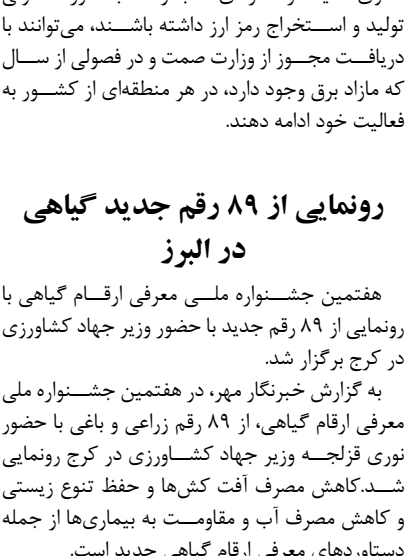 تولید و استخراج رمز ارز داشته باشند، می‌توانند با
دریافت مجوز از وزارت صمت و در فصولی از سال
که مازاد برق وجود دارد، در هر منطقه‌ای از کشور به
فعالیت خود ادامه دهند.
رونمایی از ۸۹ رقم جدید گیاهی
در البرز
هفتمین جشنواره ملی معرفی ارقام گیاهی با
رونمایی از ۸۹ رقم جدید با حضور وزیر جهاد کشاورزی
در کرج برگزار شد.
به گزارش خبرنگار مهر، در هفتمین جشنواره ملی
معرفی ارقام گیاهی، از ۸۹ رقم زراعی و باغی با حضور
نوری قزلجه وزیر جهاد کشاورزی در کرج رونمایی
شد.کاهش مصرف آفت کش‌ها و حفظ تنوع زیستی
و کاهش مصرف آب و مقاومت به بیماری‌ها از جمله
دستاوردهای معرفی ارقام گیاهی جدید است.